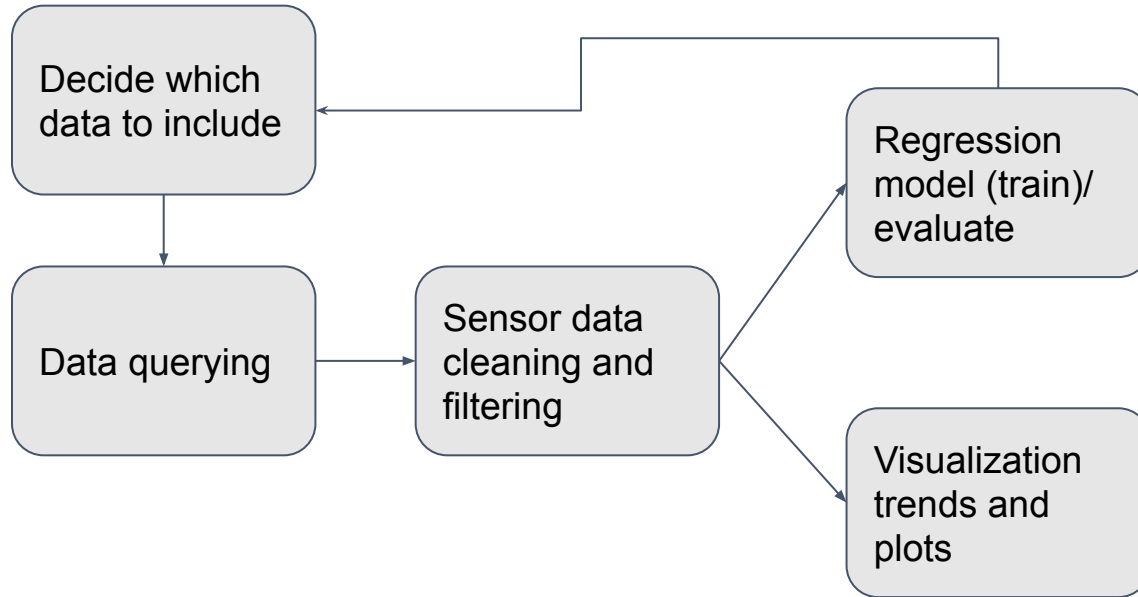 Decide which
data to include
Regression
model (train)/
evaluate
Data querying
Sensor data
cleaning and
filtering
Visualization
trends and
plots